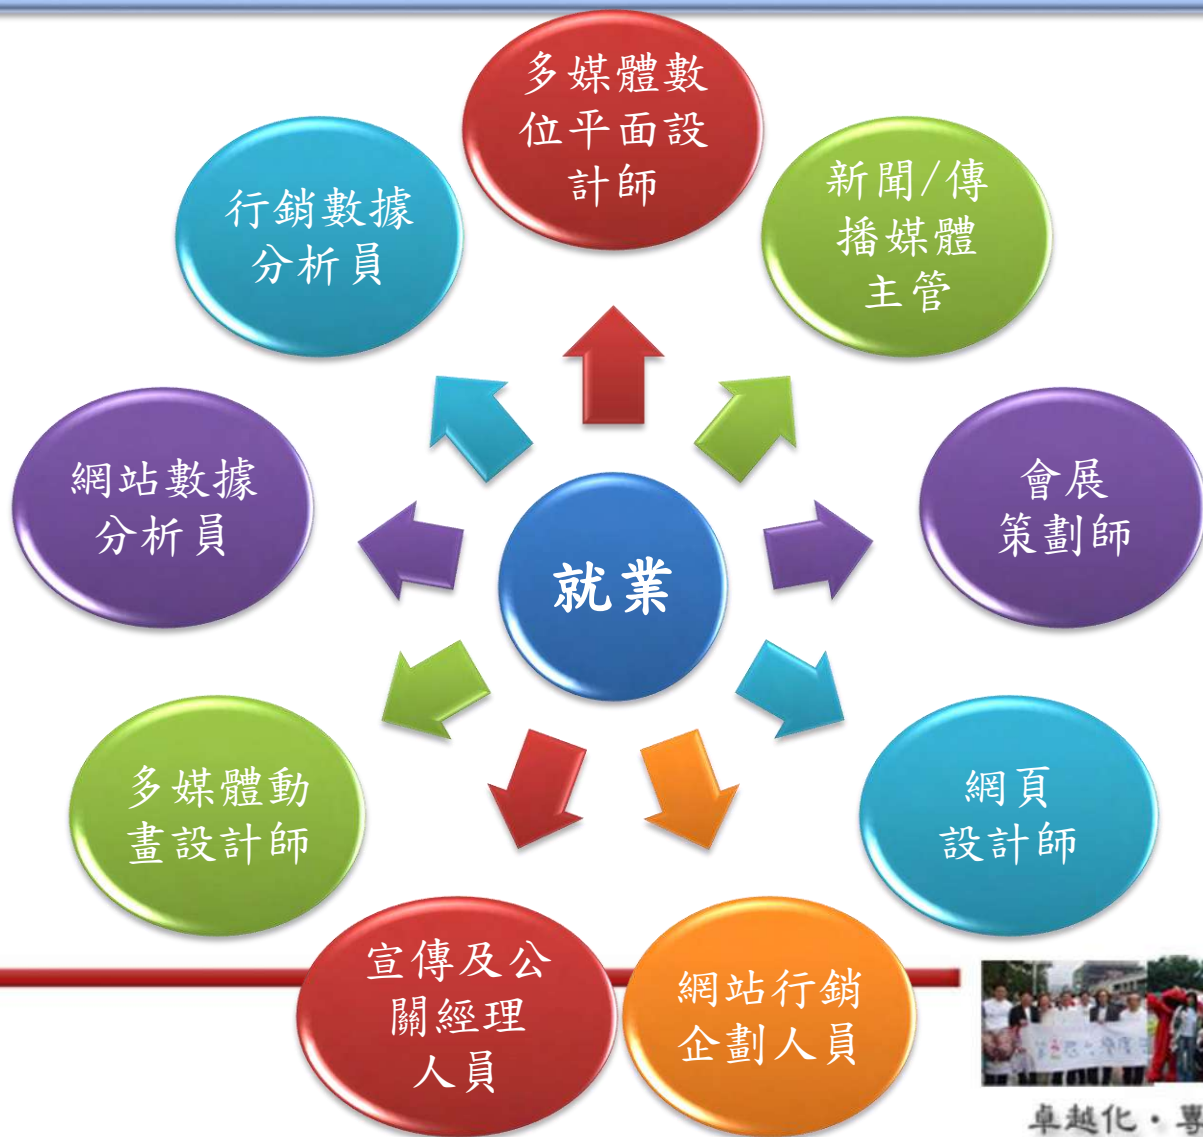 多媒體數
位平面設
計師
新聞/傳
播媒體
主管
行銷數據
分析員
會展
策劃師
網站數據
分析員
就業
網頁
設計師
多媒體動
畫設計師
宣傳及公
關經理
人員
網站行銷
企劃人員
卓越化・